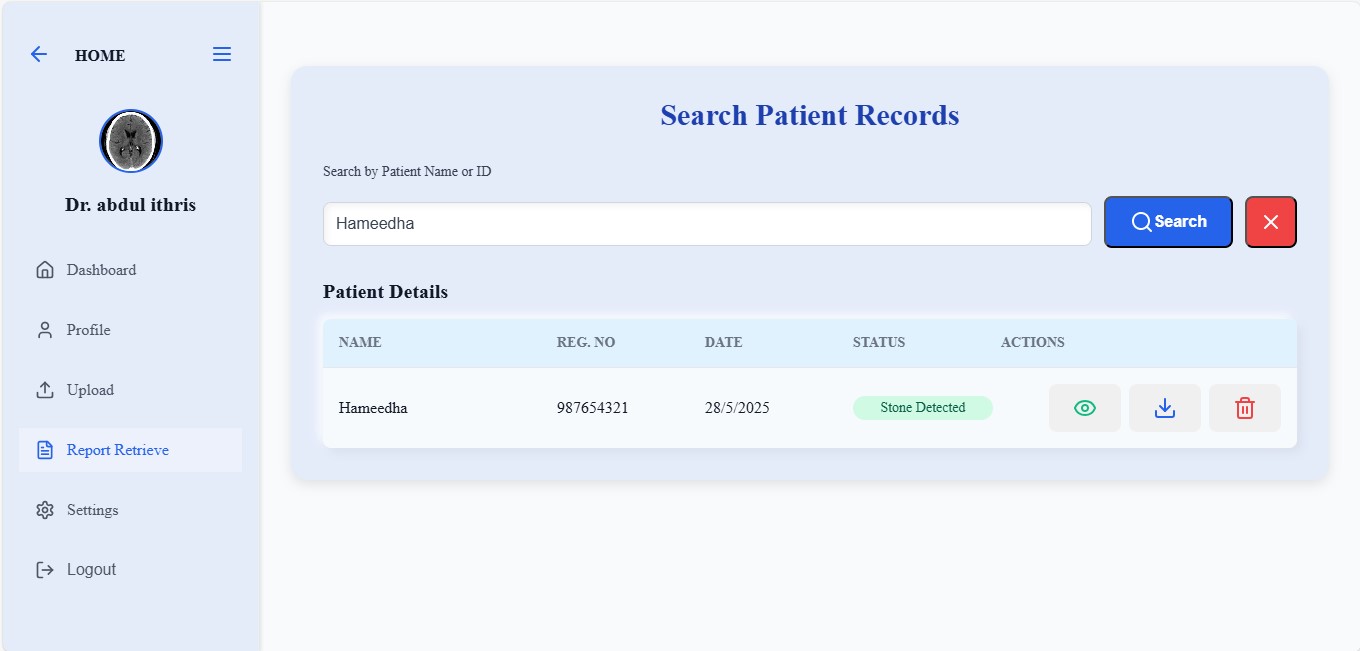 HOME
Dr. abdul ithris
Dashboard
Profile
Upload
Report Retrieve
Settings
Logout
Search Patient Records
Search by Patient Name or ID
Hameedha
Search
Patient Details
NAME REG. NO DATE STATUS ACTIONS
Hameedha 987654321 28/5/2025 Stone Detected